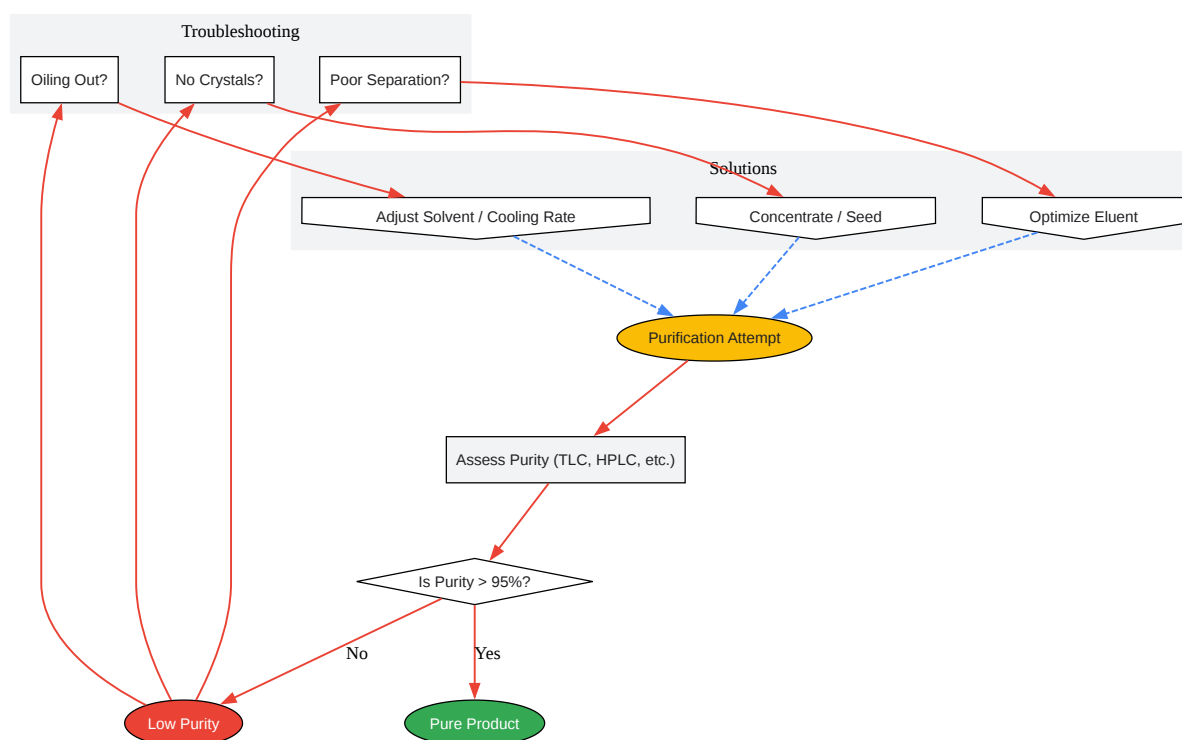 Troubleshooting
Oiling Out?
No Crystals?
Poor Separation?
Solutions
Adjust Solvent / Cooling Rate
Concentrate / Seed
Optimize Eluent
Purification Attempt
Assess Purity (TLC, HPLC, etc.)
Is Purity > 95%?
No
Yes
Low Purity
Pure Product